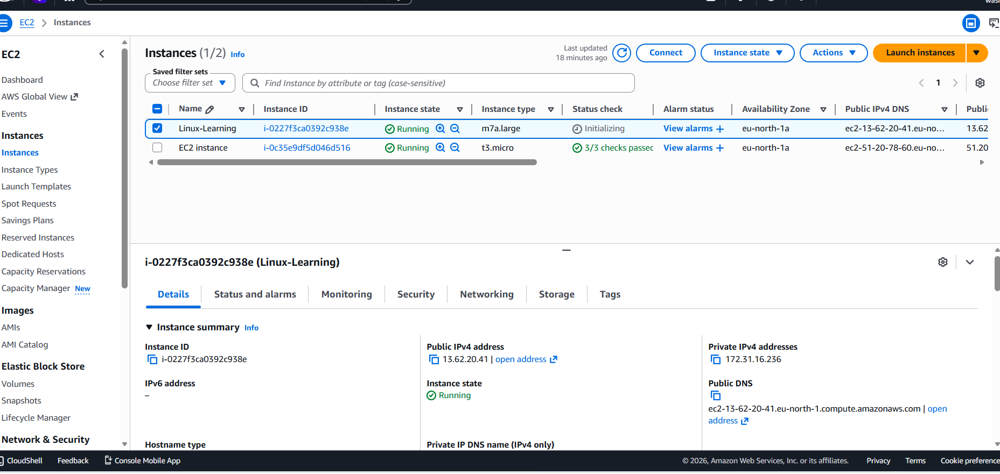 EC2 Instances
EC2
Dashboard
AWS Global View
Events
Instances
Instances
Instance Types
Launch Templates
Spot Requests
Savings Plans
Reserved Instances
Dedicated Hosts
Capacity Reservations
Capacity Manager New
Images
AMIs
AMI Catalog
Elastic Block Store
Volumes
Snapshots
Lifecycle Manager
Network & Security
Instances (1/2) Info
Last updated
18 minutes ago
Connect
Instance state
Actions
Launch instances
Saved filter sets
Choose filter set
Find Instance by attribute or tag (case-sensitive)
1
Name Instance ID Instance state Instance type Status check Alarm status Availability Zone Public IPv4 DNS Publi
Linux-Learning i-0227f3ca0392c938e Running m7a.large Initializing View alarms + eu-north-1a ec2-13-62-20-41.eu-no... 13.62
EC2 instance i-0c35e9df5d046d516 Running t3.micro 3/3 checks passec View alarms + eu-north-1a ec2-51-20-78-60.eu-no... 51.20
i-0227f3ca0392c938e (Linux-Learning)
Details Status and alarms Monitoring Security Networking Storage Tags
Instance summary Info
Instance ID
i-0227f3ca0392c938e
Public IPv4 address
13.62.20.41 | open address
Private IPv4 addresses
172.31.16.236
IPv6 address
–
Instance state
Running
Public DNS
ec2-13-62-20-41.eu-north-1.compute.amazonaws.com | open
address
Hostname type
Private IP DNS name (IPv4 only)
CloudShell Feedback Console Mobile App © 2026, Amazon Web Services, Inc. or its affiliates. Privacy Terms Cookie preference